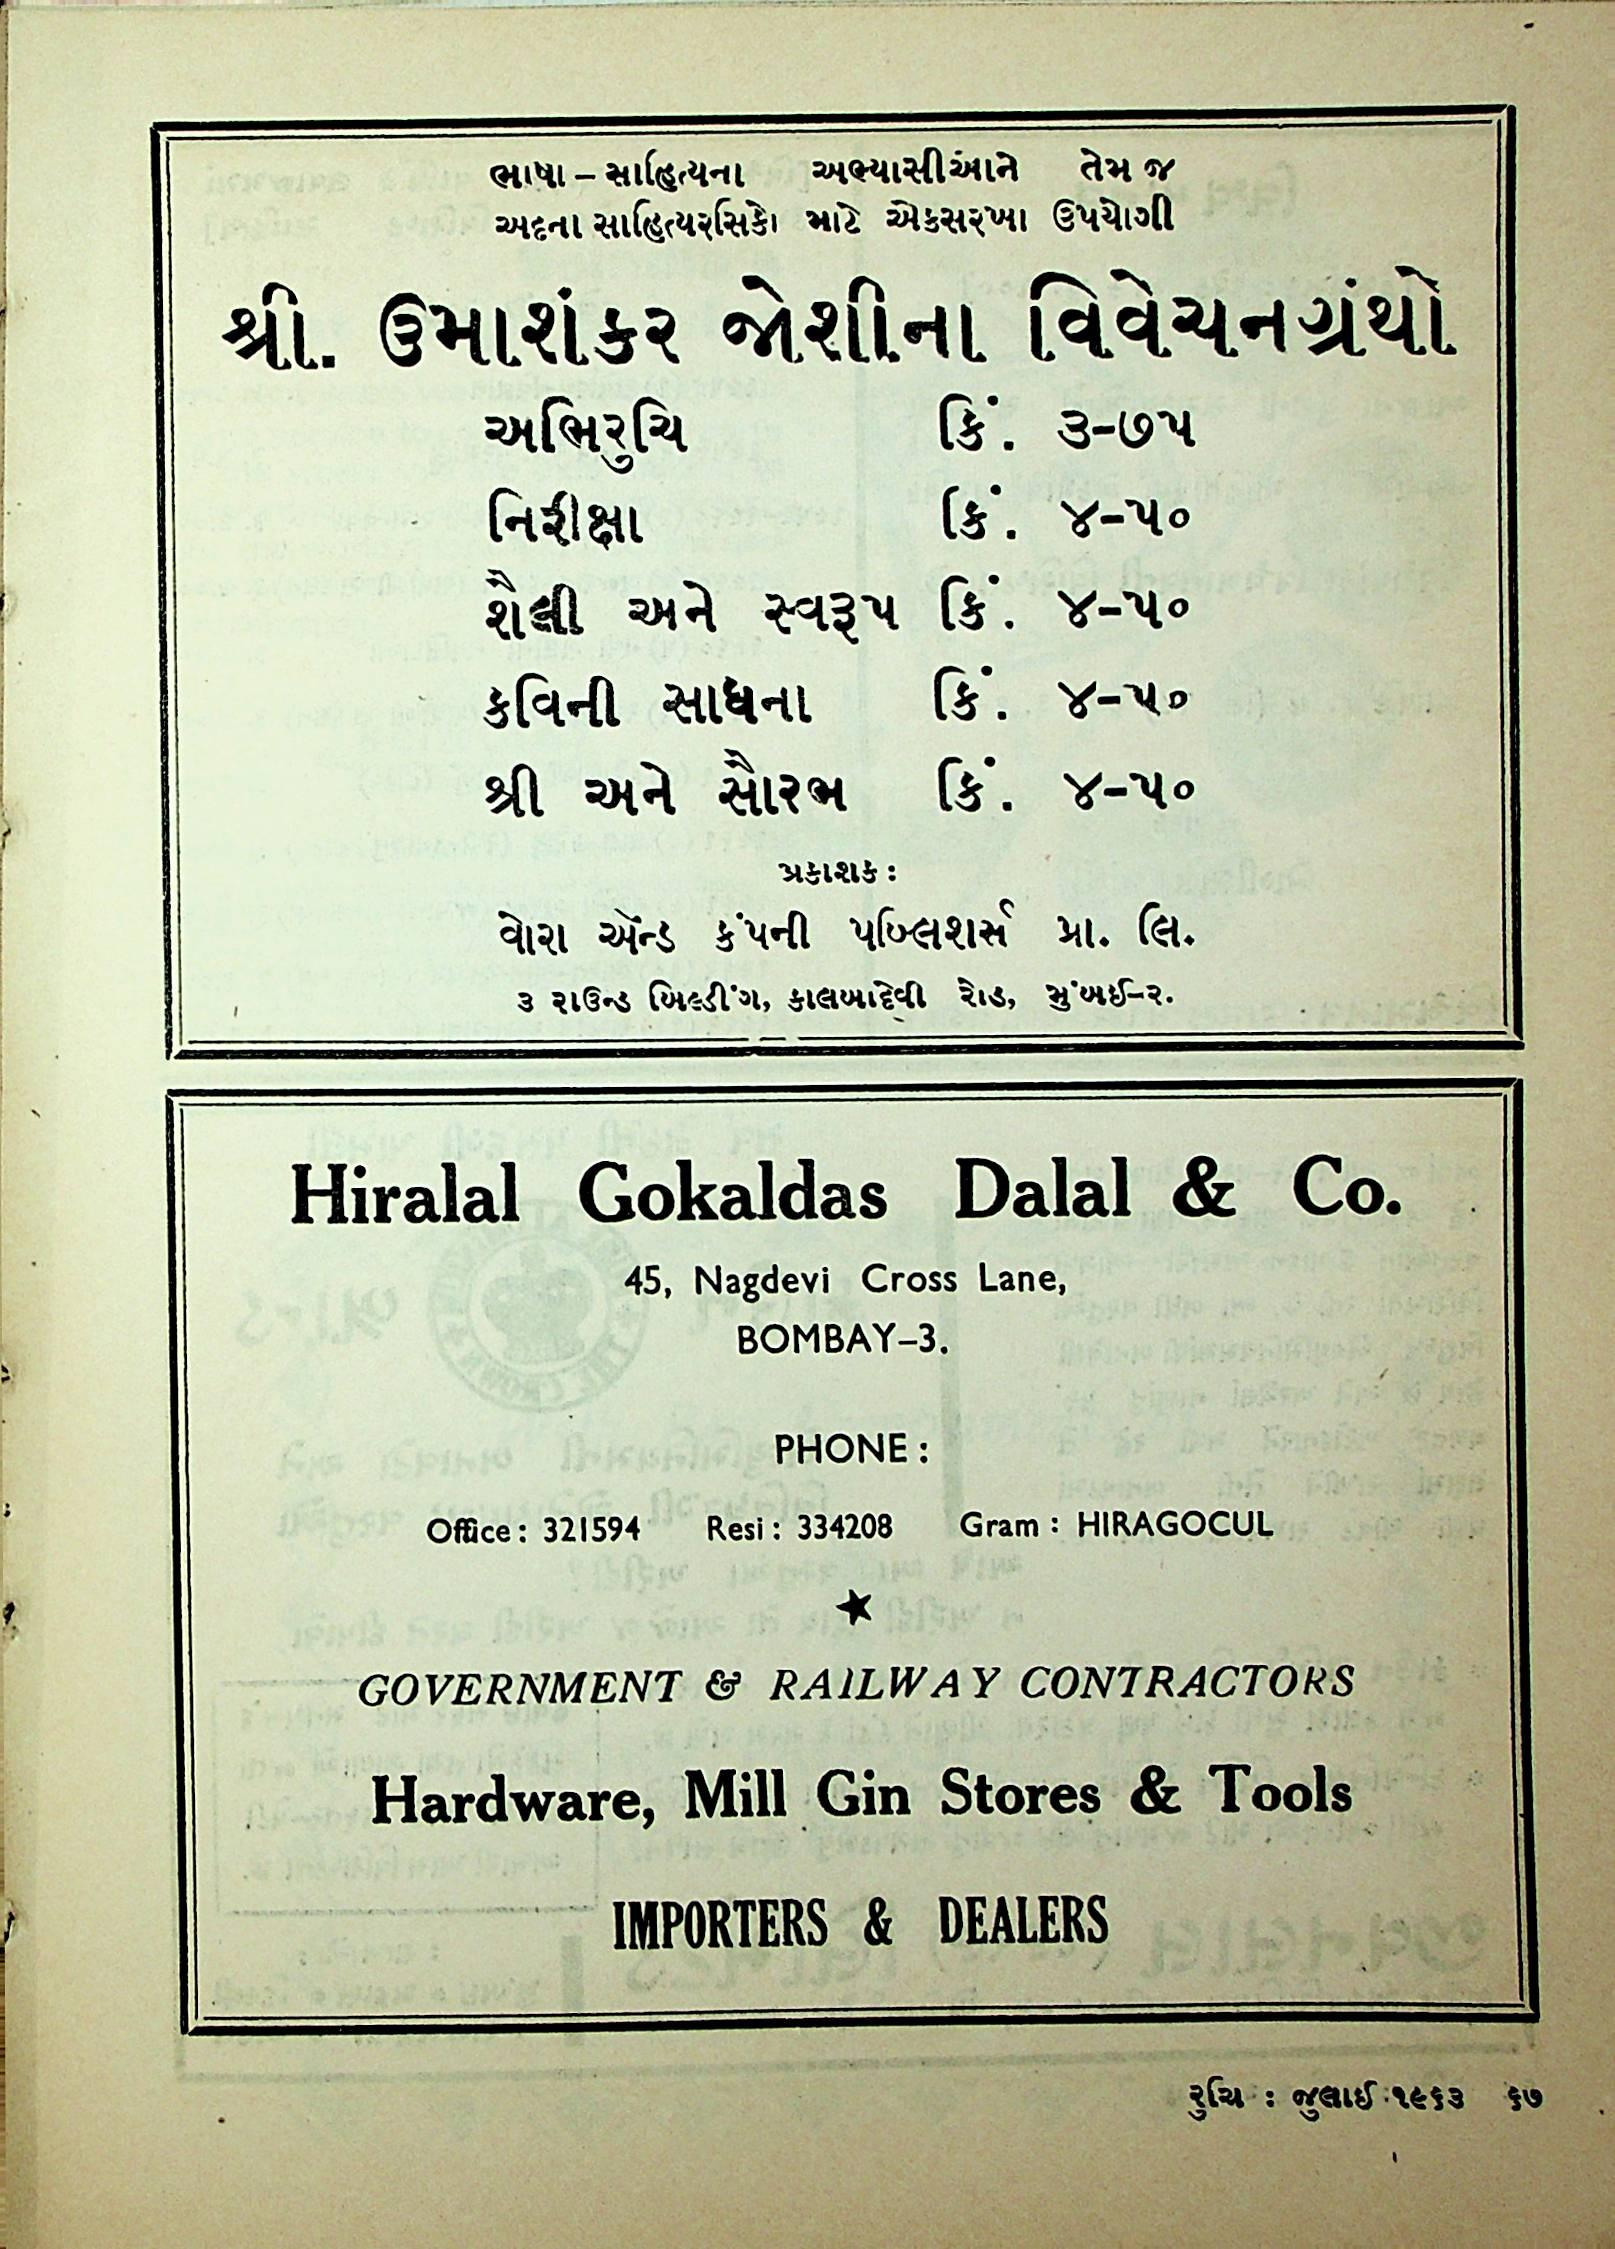 ભાષા – સાહિત્યના અભ્યાસીઓને તેમ જ
અદના સાહિત્યરસિકો માટે એકસરખા ઉપયોગી
શ્રી. ઉમાશંકર જોશીના વિવેચનગ્રંથો
અભિરુચિ કિં. ૩-૭૫
નિરીક્ષા કિં. ૪-૫૦
શૈલી અને સ્વરૂપ કિં. ૪-૫૦
કવિની સાધના કિં. ૪-૫૦
શ્રી અને સૌરભ કિં. ૪-૫૦
પ્રકાશક :
વોરા ઍન્ડ કંપની પબ્લિશર્સ પ્રા. લિ.
૩ રાઉન્ડ બિલ્ડીંગ, કાલબાદેવી રોડ, મુંબઈ-૨.
Hiralal Gokaldas Dalal & Co.
45, Nagdevi Cross Lane,
BOMBAY–3.
PHONE :
Office : 321594 Resi : 334208 Gram : HIRAGOCUL
★
GOVERNMENT & RAILWAY CONTRACTORS
Hardware, Mill Gin Stores & Tools
IMPORTERS & DEALERS
રુચિ : જુલાઈ ૧૯૬૩ ૬૭